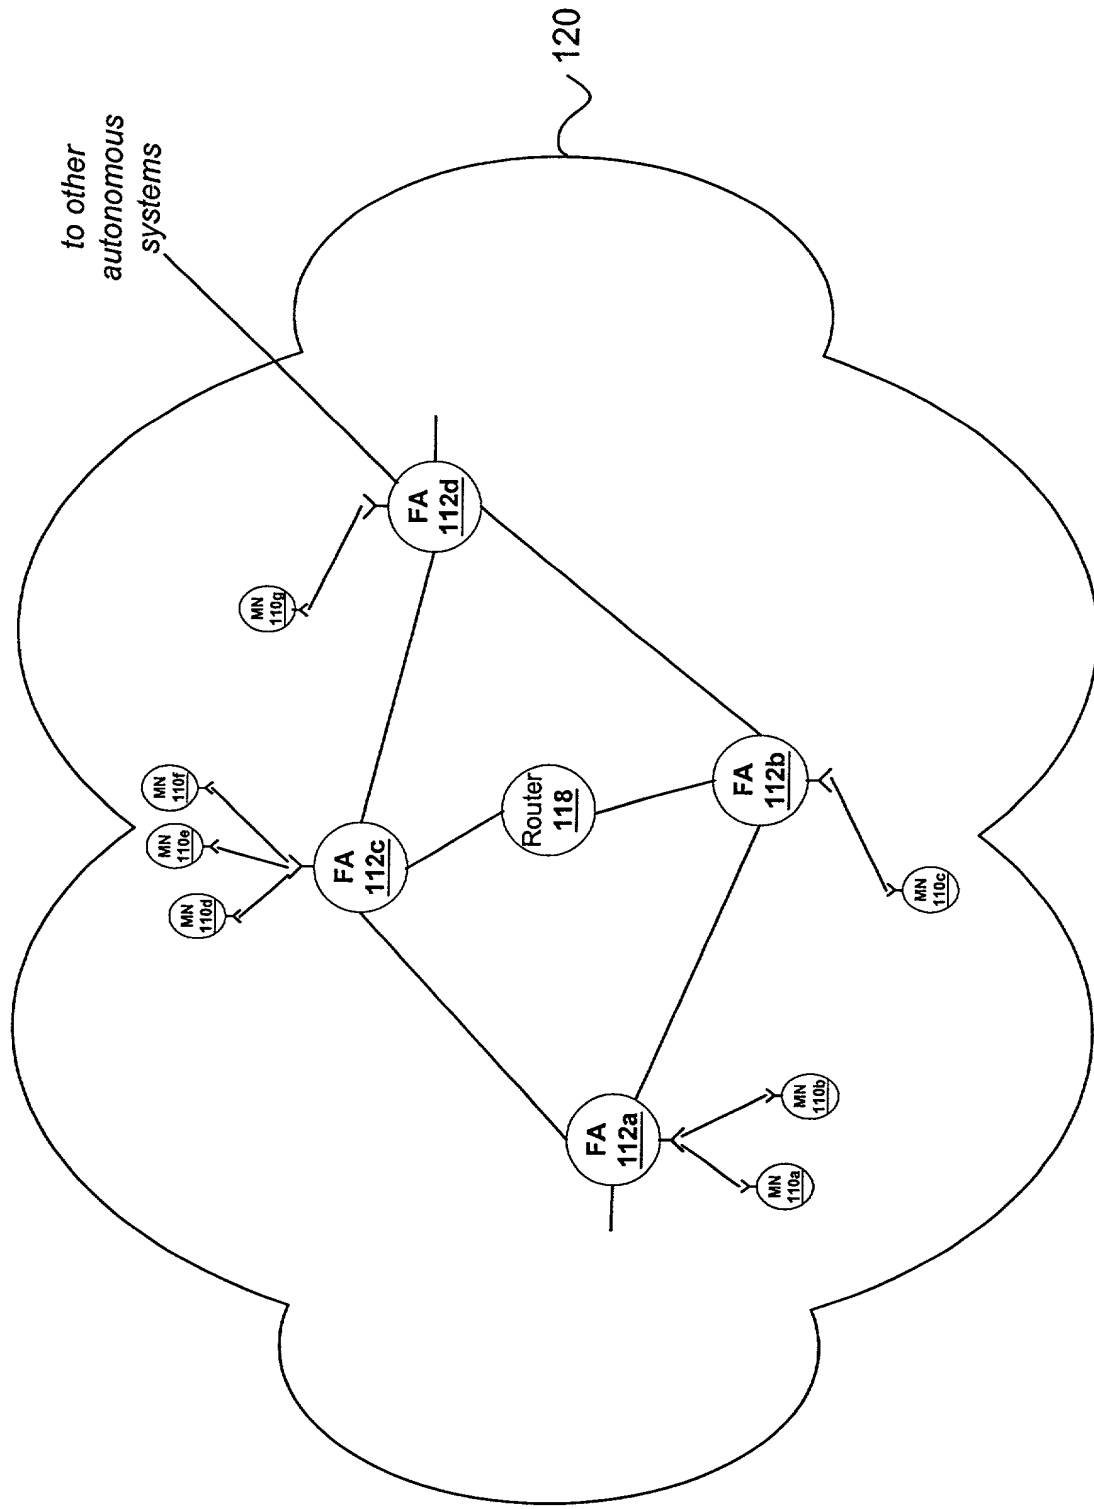 to other
autonomous
systems
120
MN
110g
FA
112d
MN
110f
MN
110e
MN
110d
FA
112c
Router
118
FA
112b
MN
110c
FA
112a
MN
110b
MN
110a